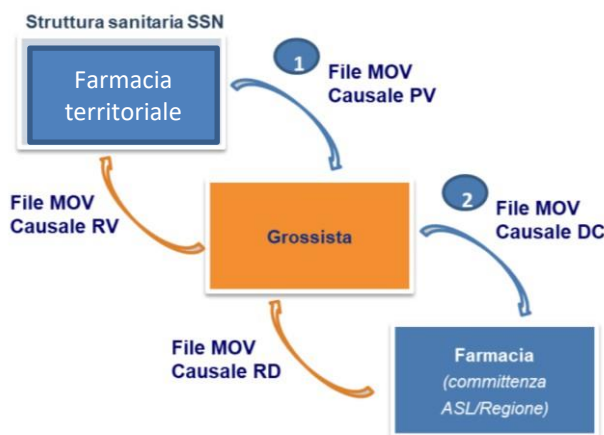 Struttura sanitaria SSN
Farmacia
territoriale
1
File MOV
Causale PV
File MOV
Causale RV
Grossista
2
File MOV
Causale DC
File MOV
Causale RD
Farmacia
(committenza
ASL/Regione)